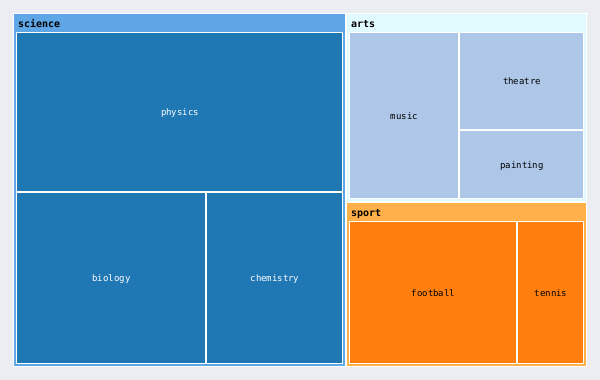 science
physics
biology
chemistry
arts
music
theatre
painting
sport
football
tennis